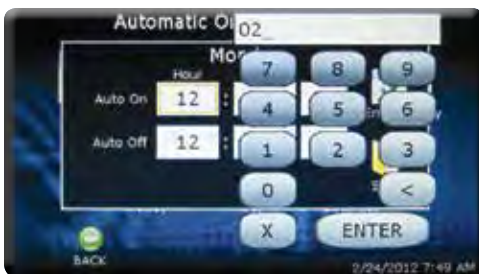 Automatic O
02_
Mo
Hour
7 8 9
Auto On 12 :
4 5 6
Auto Off 12 :
1 2 3
0 <
X ENTER
BACK
2/24/2012 7:49 AM